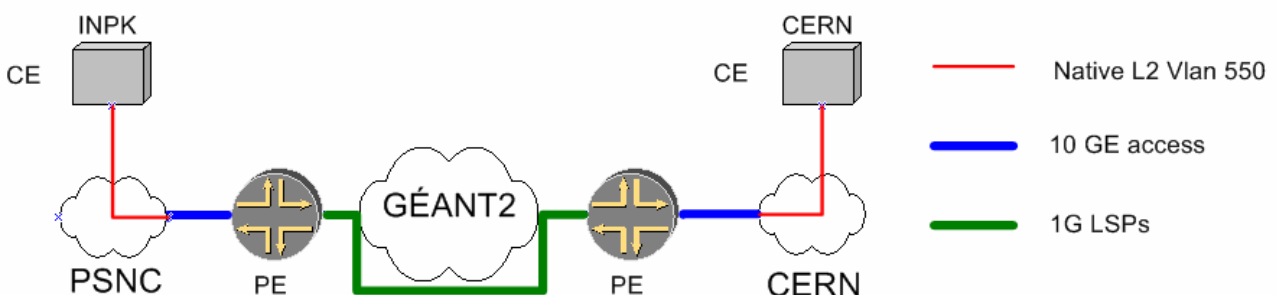 INPK
CE
CERN
CE
GÉANT2
PSNC
PE
PE
CERN
Native L2 Vlan 550
10 GE access
1G LSPs